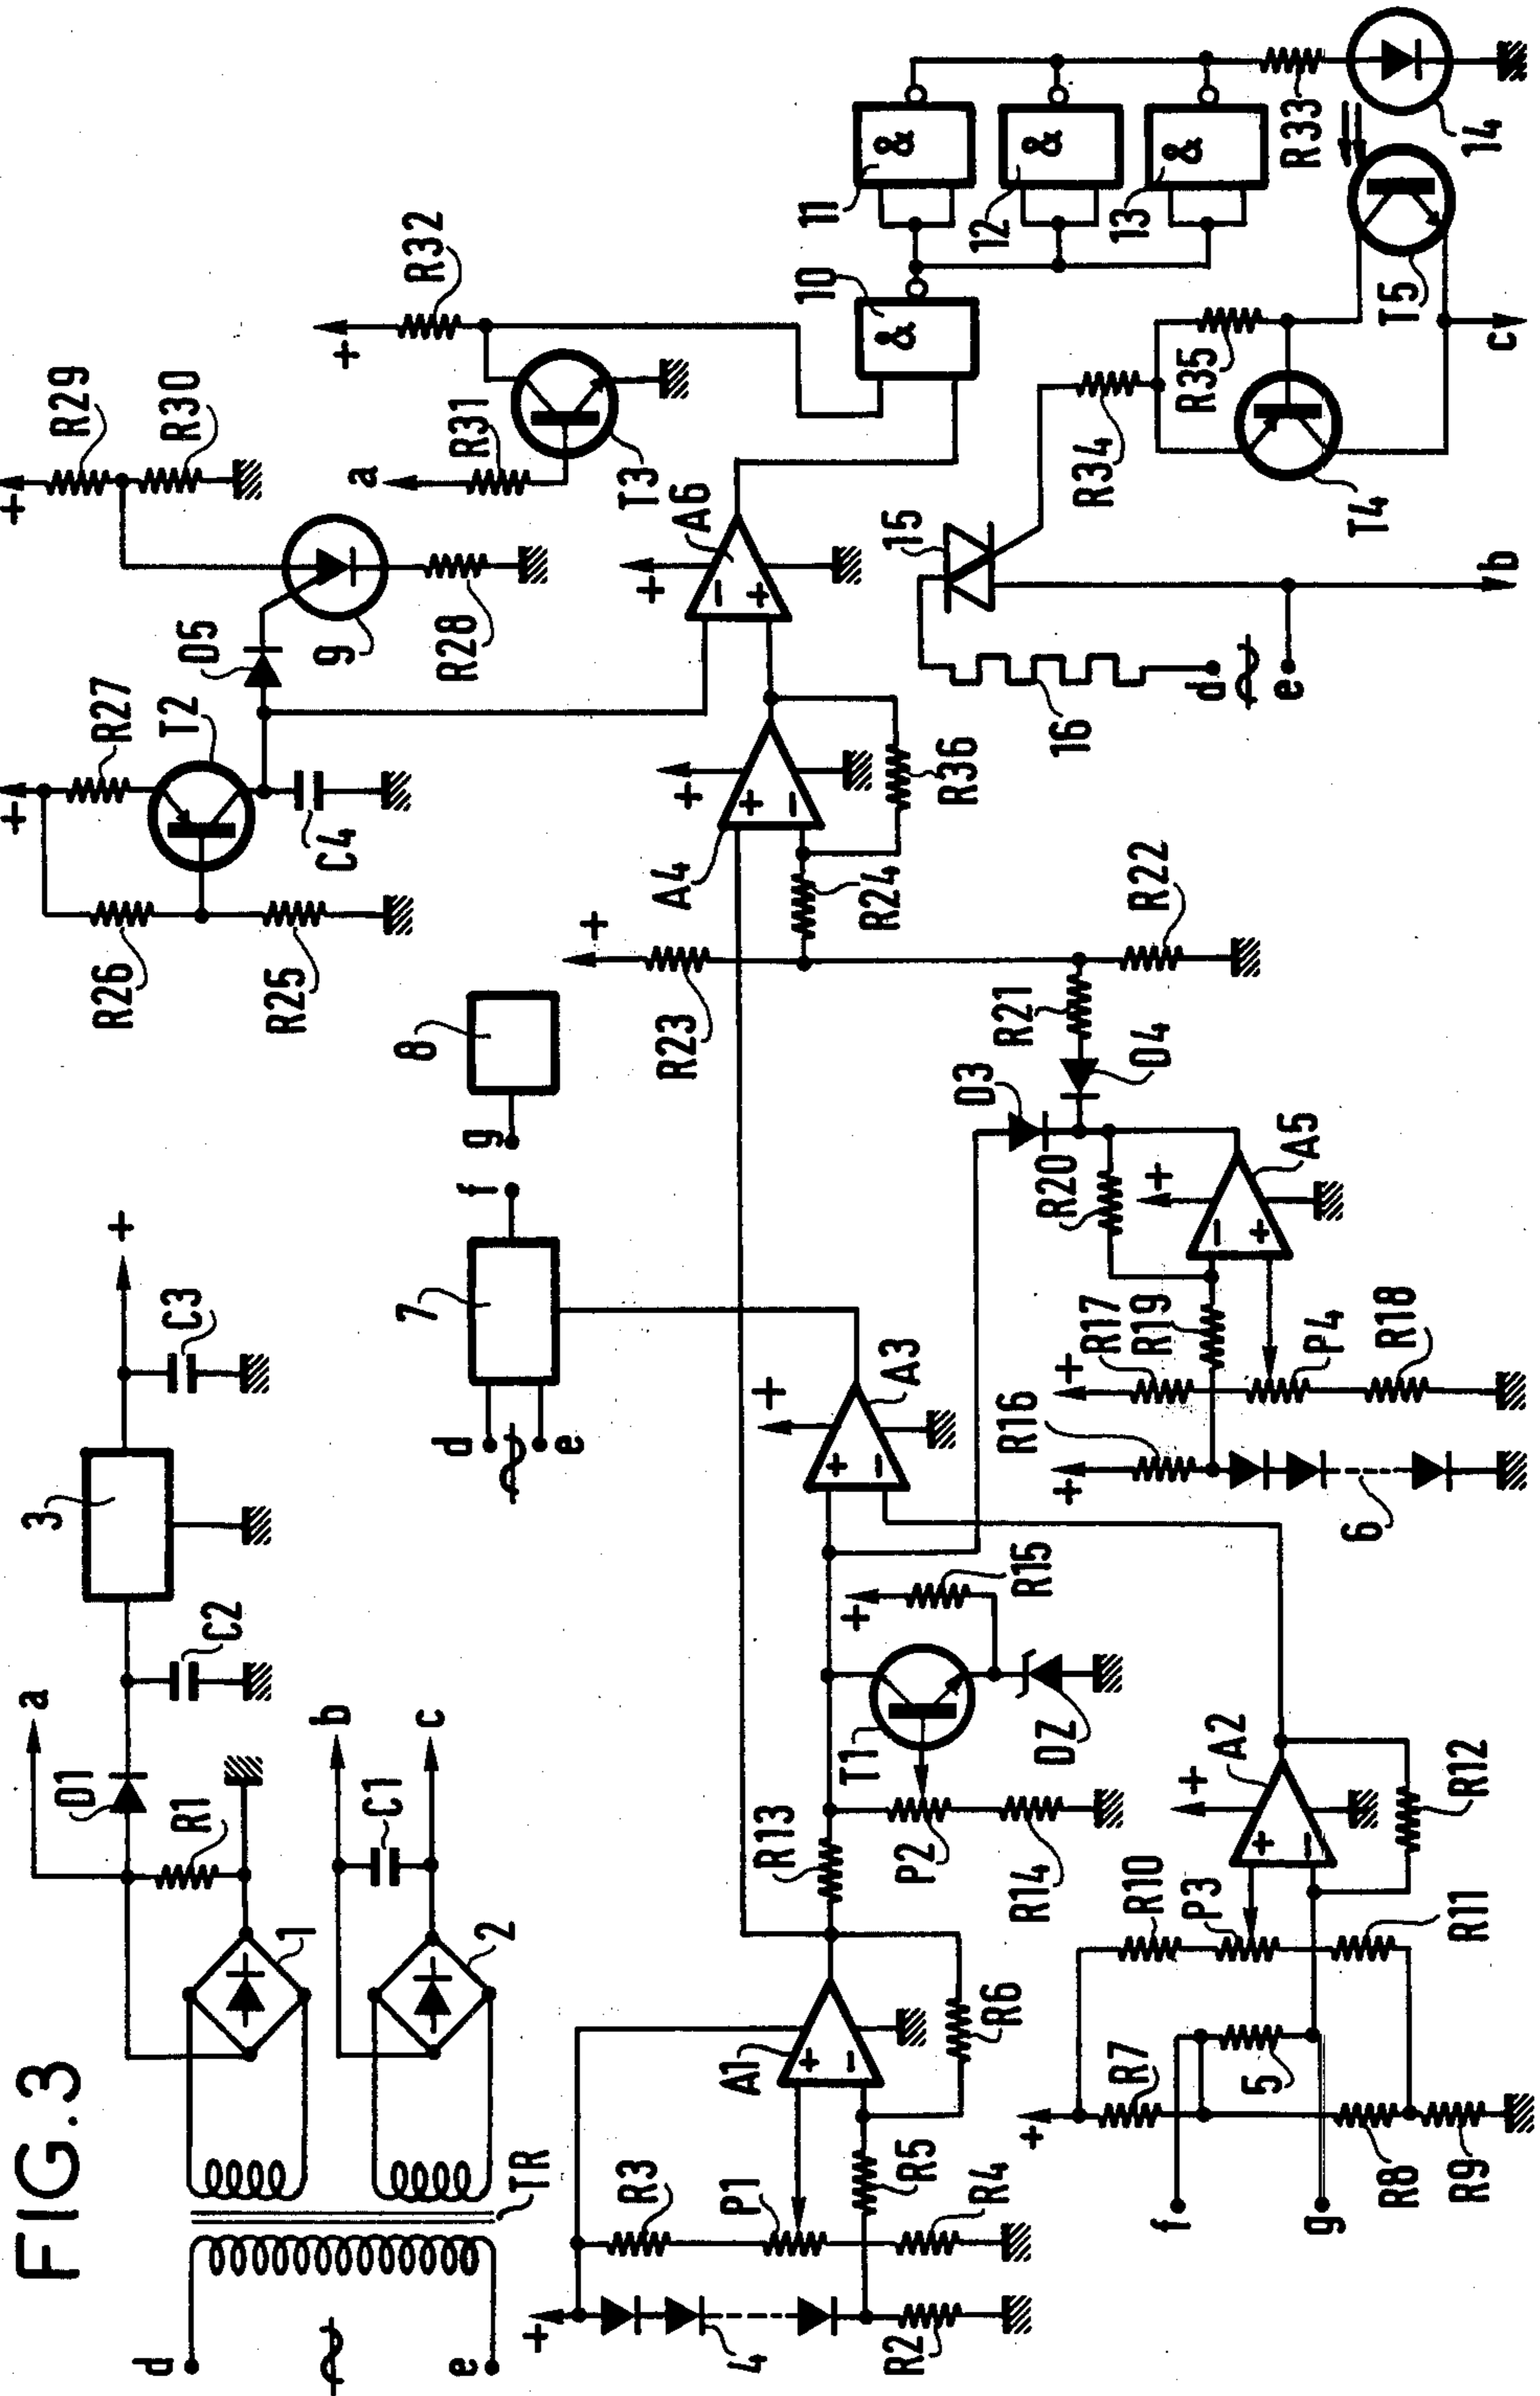 FIG.3
d
e
TR
1
2
R1
D1
a
C2
3
C3
+
b
C1
c
+
4
R2
R3
P1
R4
R5
A1
+
−
R6
R13
P2
R14
T1
DZ
R15
+
A3
+
−
+
7
d
e
f
g
8
f
g
+
R7
5
R8
R9
R10
P3
R11
A2
+
−
+
R12
6
R16
+
R17
+
R19
P4
R18
A5
−
+
+
R20
D3
D4
R21
R22
R23
+
R24
A4
+
−
+
R36
R26
R25
+
R27
T2
C4
D5
9
R28
R29
+
R30
A6
−
+
+
a
R31
T3
R32
+
10
&
11
&
12
&
13
&
R33
14
T5
R35
T4
c
R34
15
16
d
e
b